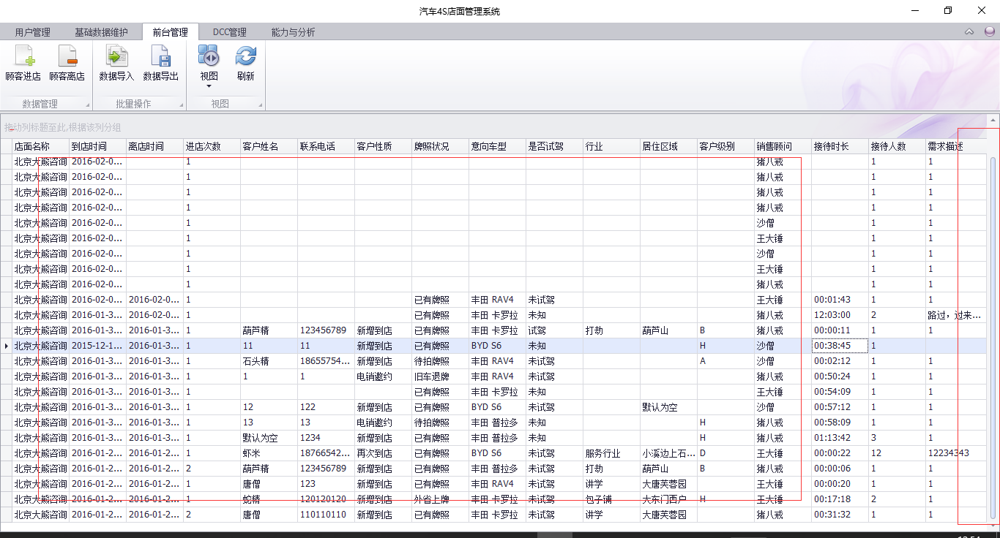 汽车4S店面管理系统
用户管理 基础数据维护 前台管理 DCC管理 能力与分析
顾客进店 顾客离店 数据导入 数据导出 视图 刷新
数据管理 批量操作 视图
拖动列标题至此,根据该列分组
店面名称 到店时间 离店时间 进店次数 客户姓名 联系电话 客户性质 牌照状况 意向车型 是否试驾 行业 居住区域 客户级别 销售顾问 接待时长 接待人数 需求描述
北京大熊咨询 2016-02-0... 1 猪八戒 1 1
北京大熊咨询 2016-02-0... 1 猪八戒 1 1
北京大熊咨询 2016-02-0... 1 猪八戒 1 1
北京大熊咨询 2016-02-0... 1 猪八戒 1 1
北京大熊咨询 2016-02-0... 1 沙僧 1 1
北京大熊咨询 2016-02-0... 1 王大锤 1 1
北京大熊咨询 2016-02-0... 1 沙僧 1 1
北京大熊咨询 2016-02-0... 1 王大锤 1 1
北京大熊咨询 2016-02-0... 1 猪八戒 1 1
北京大熊咨询 2016-02-0... 2016-02-0... 1 已有牌照 丰田 RAV4 未试驾 王大锤 00:01:43 1 1
北京大熊咨询 2016-01-3... 2016-02-0... 1 已有牌照 丰田 卡罗拉 未知 猪八戒 12:03:00 2 路过，过来...
北京大熊咨询 2016-01-3... 2016-01-3... 1 葫芦精 123456789 新增到店 已有牌照 丰田 卡罗拉 试驾 打劫 葫芦山 B 猪八戒 00:00:11 1 1
北京大熊咨询 2015-12-1... 2016-01-3... 1 11 11 新增到店 已有牌照 BYD S6 未知 H 沙僧 00:38:45 1
北京大熊咨询 2016-01-3... 2016-01-3... 1 石头精 18655754... 新增到店 待拍牌照 丰田 RAV4 未试驾 A 沙僧 00:02:12 1 1
北京大熊咨询 2016-01-3... 2016-01-3... 1 1 1 电销邀约 旧车退牌 丰田 RAV4 未试驾 猪八戒 00:50:24 1 1
北京大熊咨询 2016-01-3... 2016-01-3... 1 已有牌照 丰田 卡罗拉 未知 王大锤 00:54:09 1 1
北京大熊咨询 2016-01-3... 2016-01-3... 1 12 122 新增到店 已有牌照 BYD S6 未试驾 默认为空 沙僧 00:57:12 1 1
北京大熊咨询 2016-01-3... 2016-01-3... 1 13 13 电销邀约 待拍牌照 丰田 普拉多 未知 H 猪八戒 00:58:09 1 1
北京大熊咨询 2016-01-3... 2016-01-3... 1 默认为空 1234 新增到店 已有牌照 丰田 普拉多 未知 H 猪八戒 01:13:42 3 1
北京大熊咨询 2016-01-2... 2016-01-2... 1 虾米 18766542... 再次到店 已有牌照 BYD S6 未试驾 服务行业 小溪边上石... D 王大锤 00:00:22 12 12234343
北京大熊咨询 2016-01-2... 2016-01-2... 2 葫芦精 123456789 新增到店 已有牌照 丰田 普拉多 未试驾 打劫 葫芦山 B 猪八戒 00:00:06 1 1
北京大熊咨询 2016-01-2... 2016-01-2... 1 唐僧 123 新增到店 已有牌照 丰田 RAV4 未试驾 讲学 大唐芙蓉园 王大锤 00:00:20 1 1
北京大熊咨询 2016-01-2... 2016-01-2... 1 蛇精 120120120 新增到店 外省上牌 丰田 卡罗拉 未试驾 包子铺 大东门西户 H 王大锤 00:17:18 2 1
北京大熊咨询 2016-01-2... 2016-01-2... 2 唐僧 110110110 新增到店 已有牌照 丰田 卡罗拉 未试驾 讲学 大唐芙蓉园 猪八戒 00:31:32 1 1